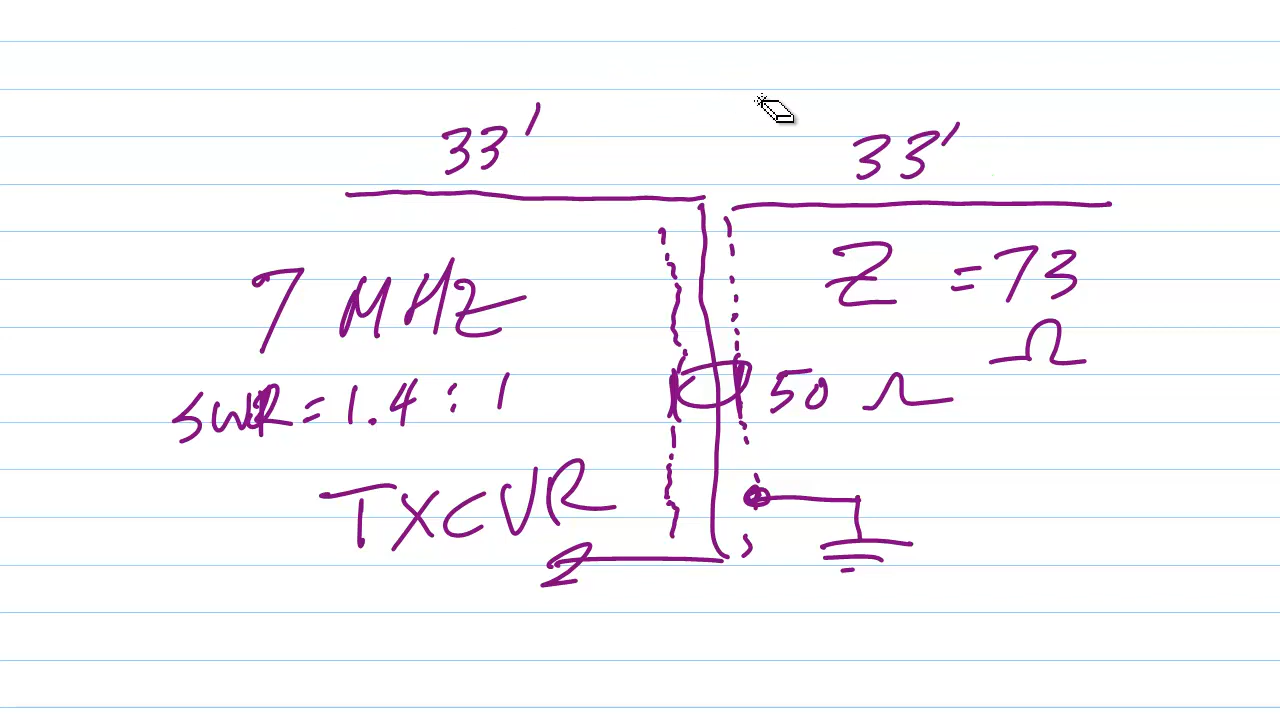 33' 33'
7 MHZ Z = 73
Ω
SWR = 1.4 : 1 50 Ω
TXCVR